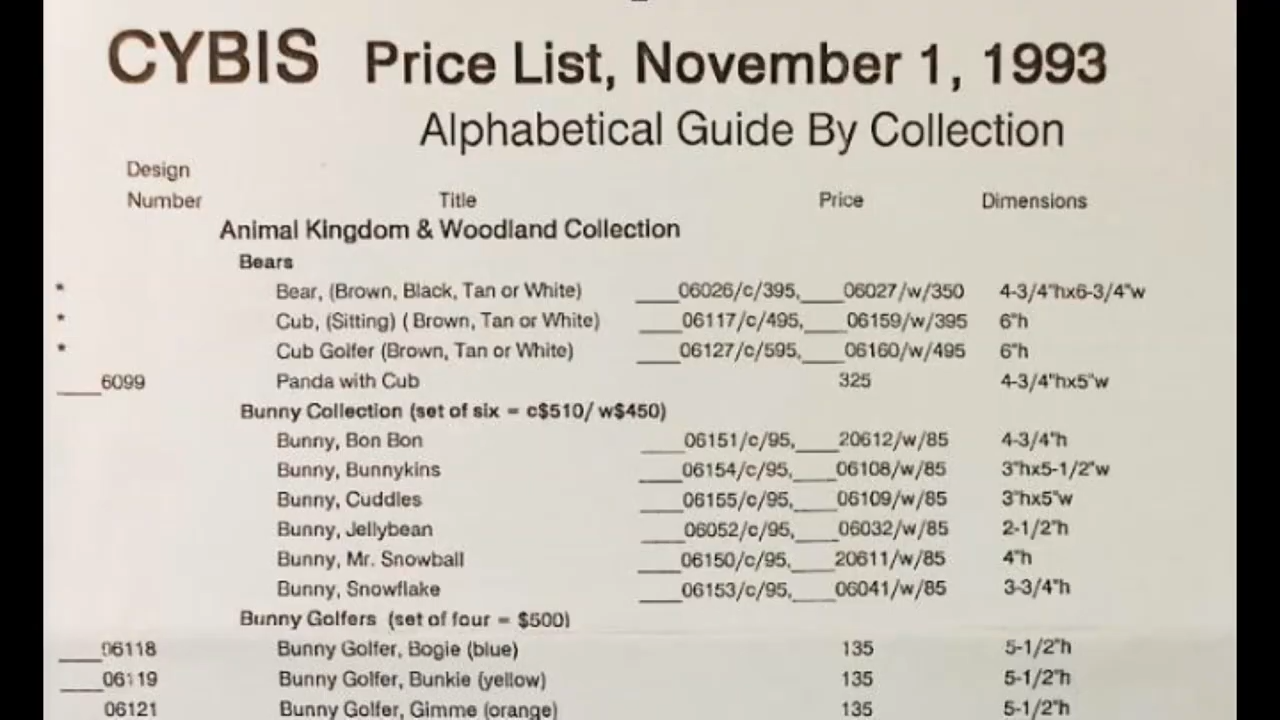 CYBIS Price List, November 1, 1993
Alphabetical Guide By Collection
Design
Number Title Price Dimensions
Animal Kingdom & Woodland Collection
Bears
* Bear, (Brown, Black, Tan or White) ____06026/c/395,____06027/w/350 4-3/4"hx6-3/4"w
* Cub, (Sitting) ( Brown, Tan or White) ____06117/c/495,____06159/w/395 6"h
* Cub Golfer (Brown, Tan or White) ____06127/c/595,____06160/w/495 6"h
____6099 Panda with Cub 325 4-3/4"hx5"w
Bunny Collection (set of six = c$510/ w$450)
Bunny, Bon Bon ____06151/c/95,____20612/w/85 4-3/4"h
Bunny, Bunnykins ____06154/c/95,____06108/w/85 3"hx5-1/2"w
Bunny, Cuddles ____06155/c/95,____06109/w/85 3"hx5"w
Bunny, Jellybean ____06052/c/95,____06032/w/85 2-1/2"h
Bunny, Mr. Snowball ____06150/c/95,____20611/w/85 4"h
Bunny, Snowflake ____06153/c/95,____06041/w/85 3-3/4"h
Bunny Golfers (set of four = $500)
____06118 Bunny Golfer, Bogie (blue) 135 5-1/2"h
____06119 Bunny Golfer, Bunkie (yellow) 135 5-1/2"h
06121 Bunny Golfer, Gimme (orange) 135 5-1/2"h